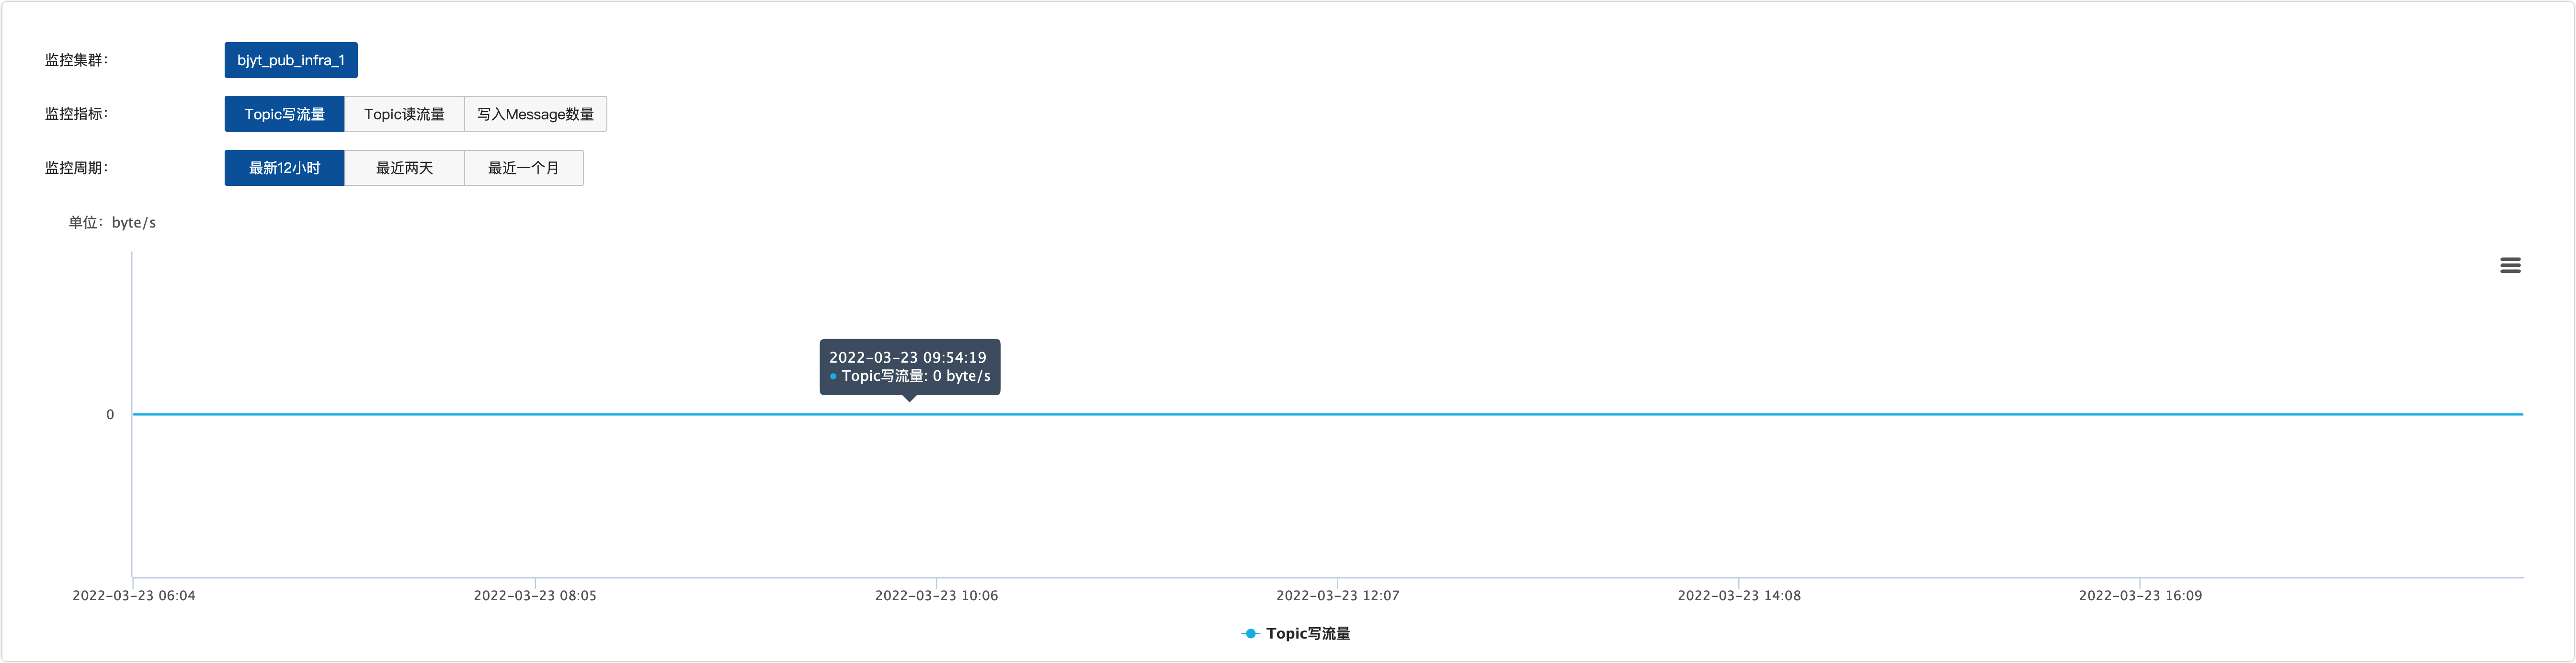 监控集群： bjyt_pub_infra_1
监控指标： Topic写流量 Topic读流量 写入Message数量
监控周期： 最新12小时 最近两天 最近一个月
单位：byte/s
2022-03-23 09:54:19
Topic写流量: 0 byte/s
0
2022-03-23 06:04 2022-03-23 08:05 2022-03-23 10:06 2022-03-23 12:07 2022-03-23 14:08 2022-03-23 16:09
Topic写流量